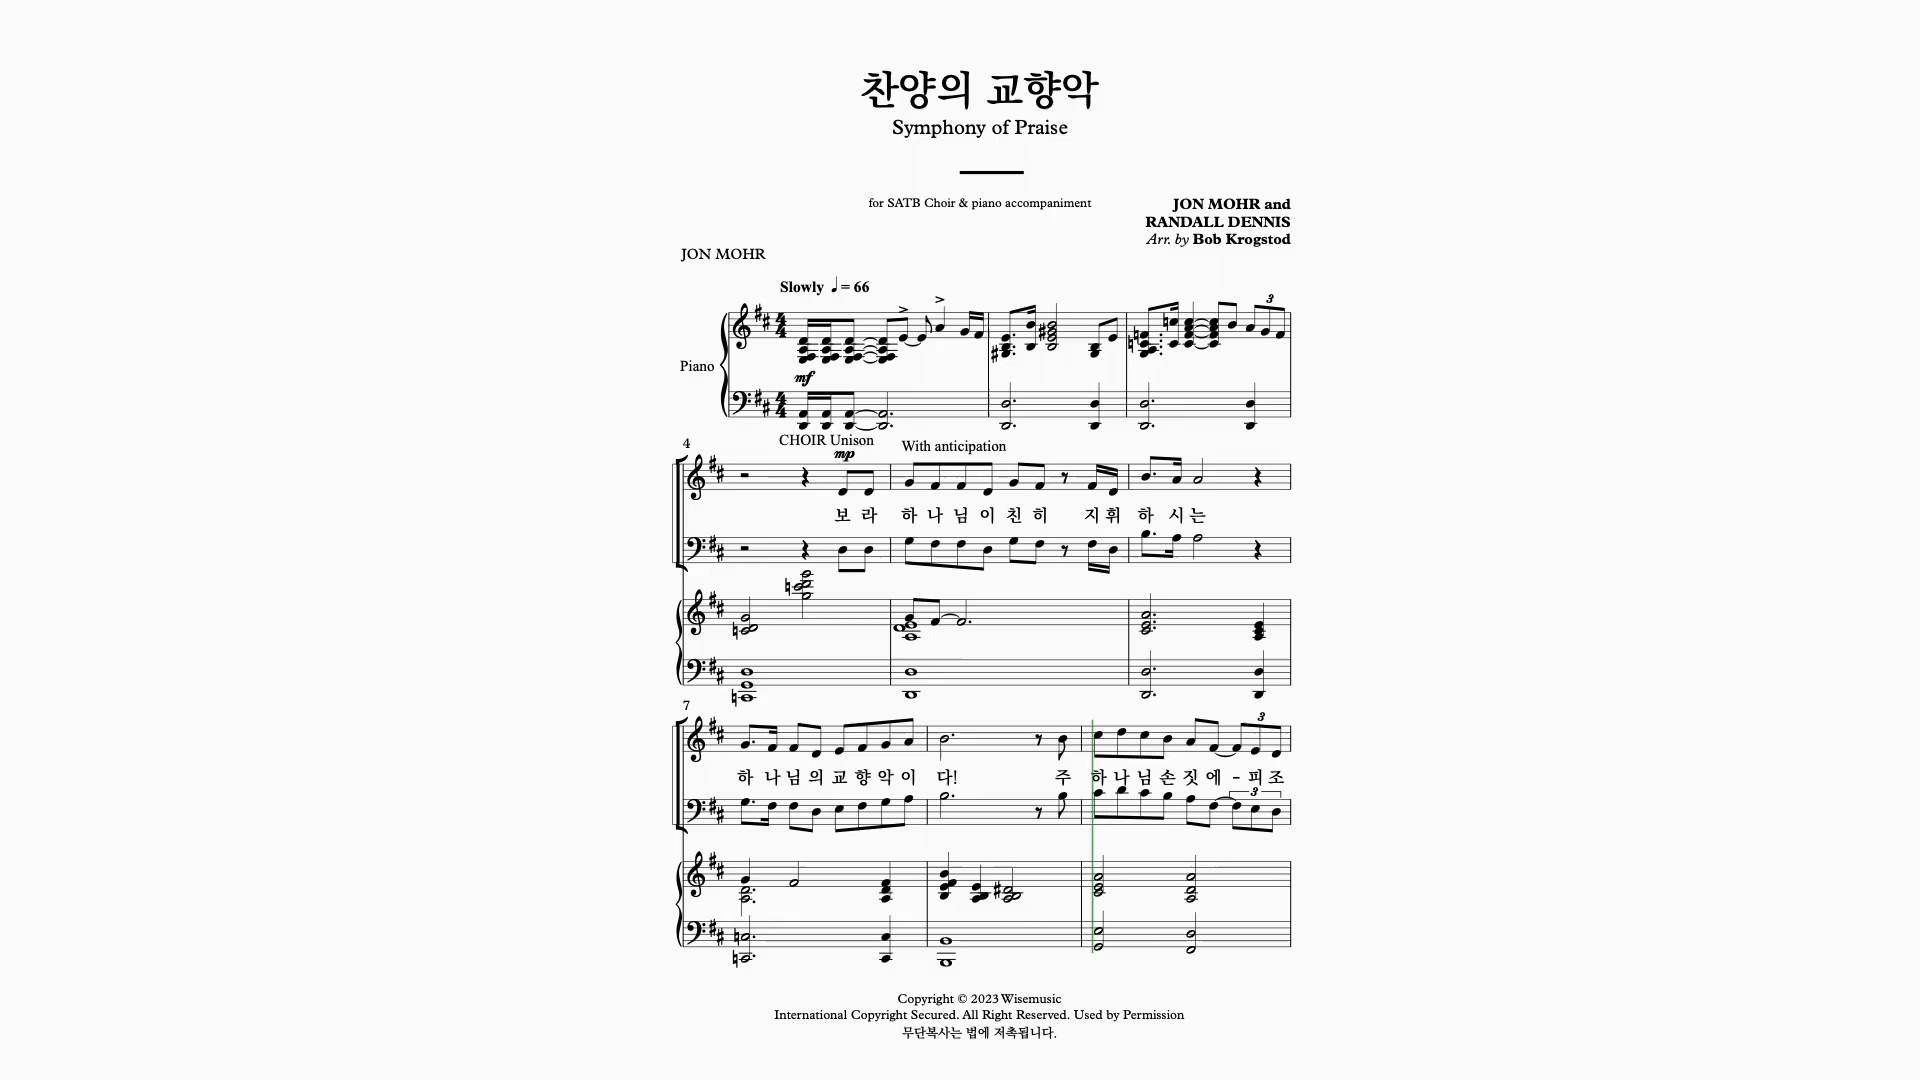 찬양의 교향악
Symphony of Praise
for SATB Choir & piano accompaniment
JON MOHR and
RANDALL DENNIS
Arr. by Bob Krogstod
JON MOHR
Slowly ♩ = 66
3
Piano
mf
4
CHOIR Unison
With anticipation
mp
보 라 하 나 님 이 친 히 지 휘 하 시 는
7
3
하 나 님 의 교 향 악 이 다! 주 하 나 님 손 짓 에 - 피 조
3
Copyright © 2023 Wisemusic
International Copyright Secured. All Right Reserved. Used by Permission
무단복사는 법에 저촉됩니다.